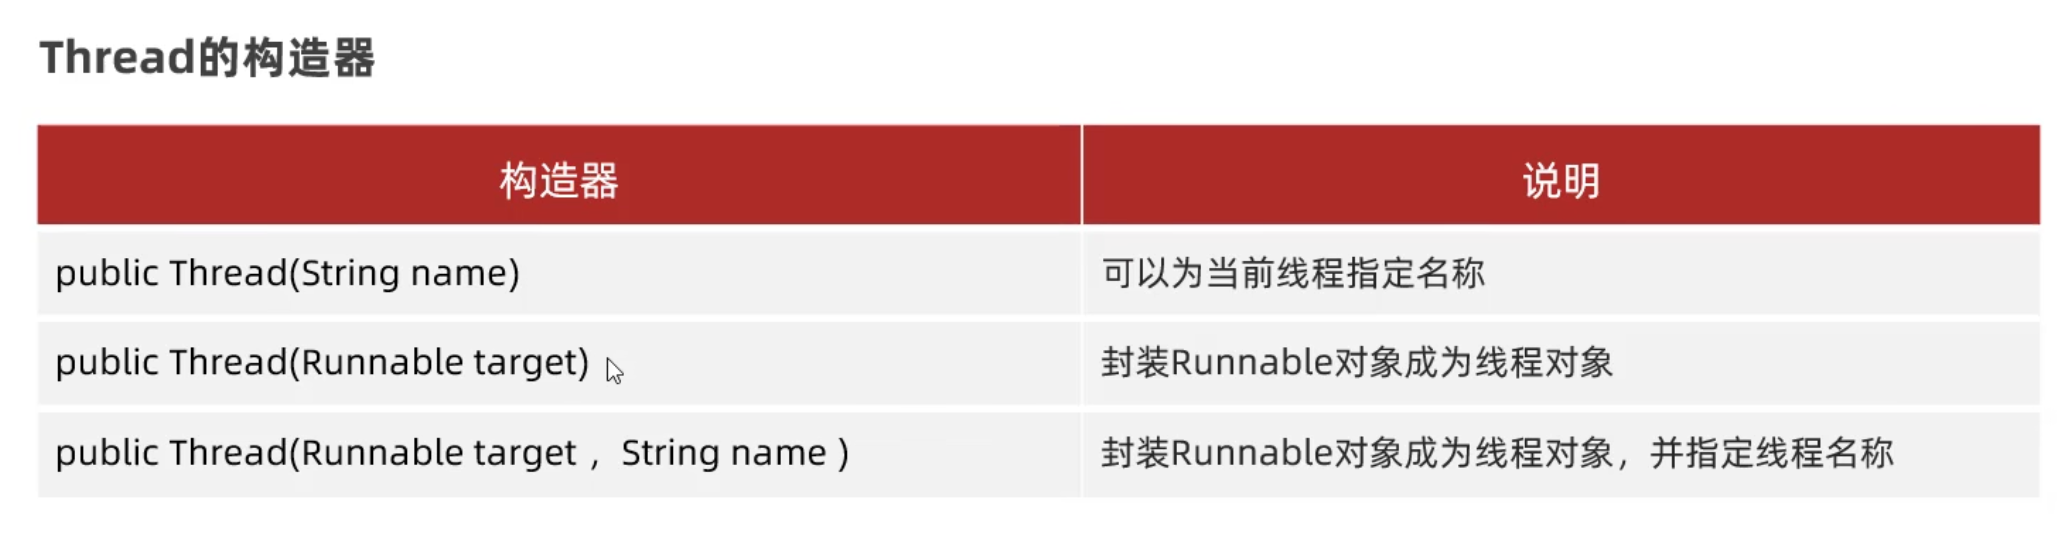 Thread的构造器
构造器 说明
public Thread(String name) 可以为当前线程指定名称
public Thread(Runnable target) 封装Runnable对象成为线程对象
public Thread(Runnable target ，String name ) 封装Runnable对象成为线程对象，并指定线程名称